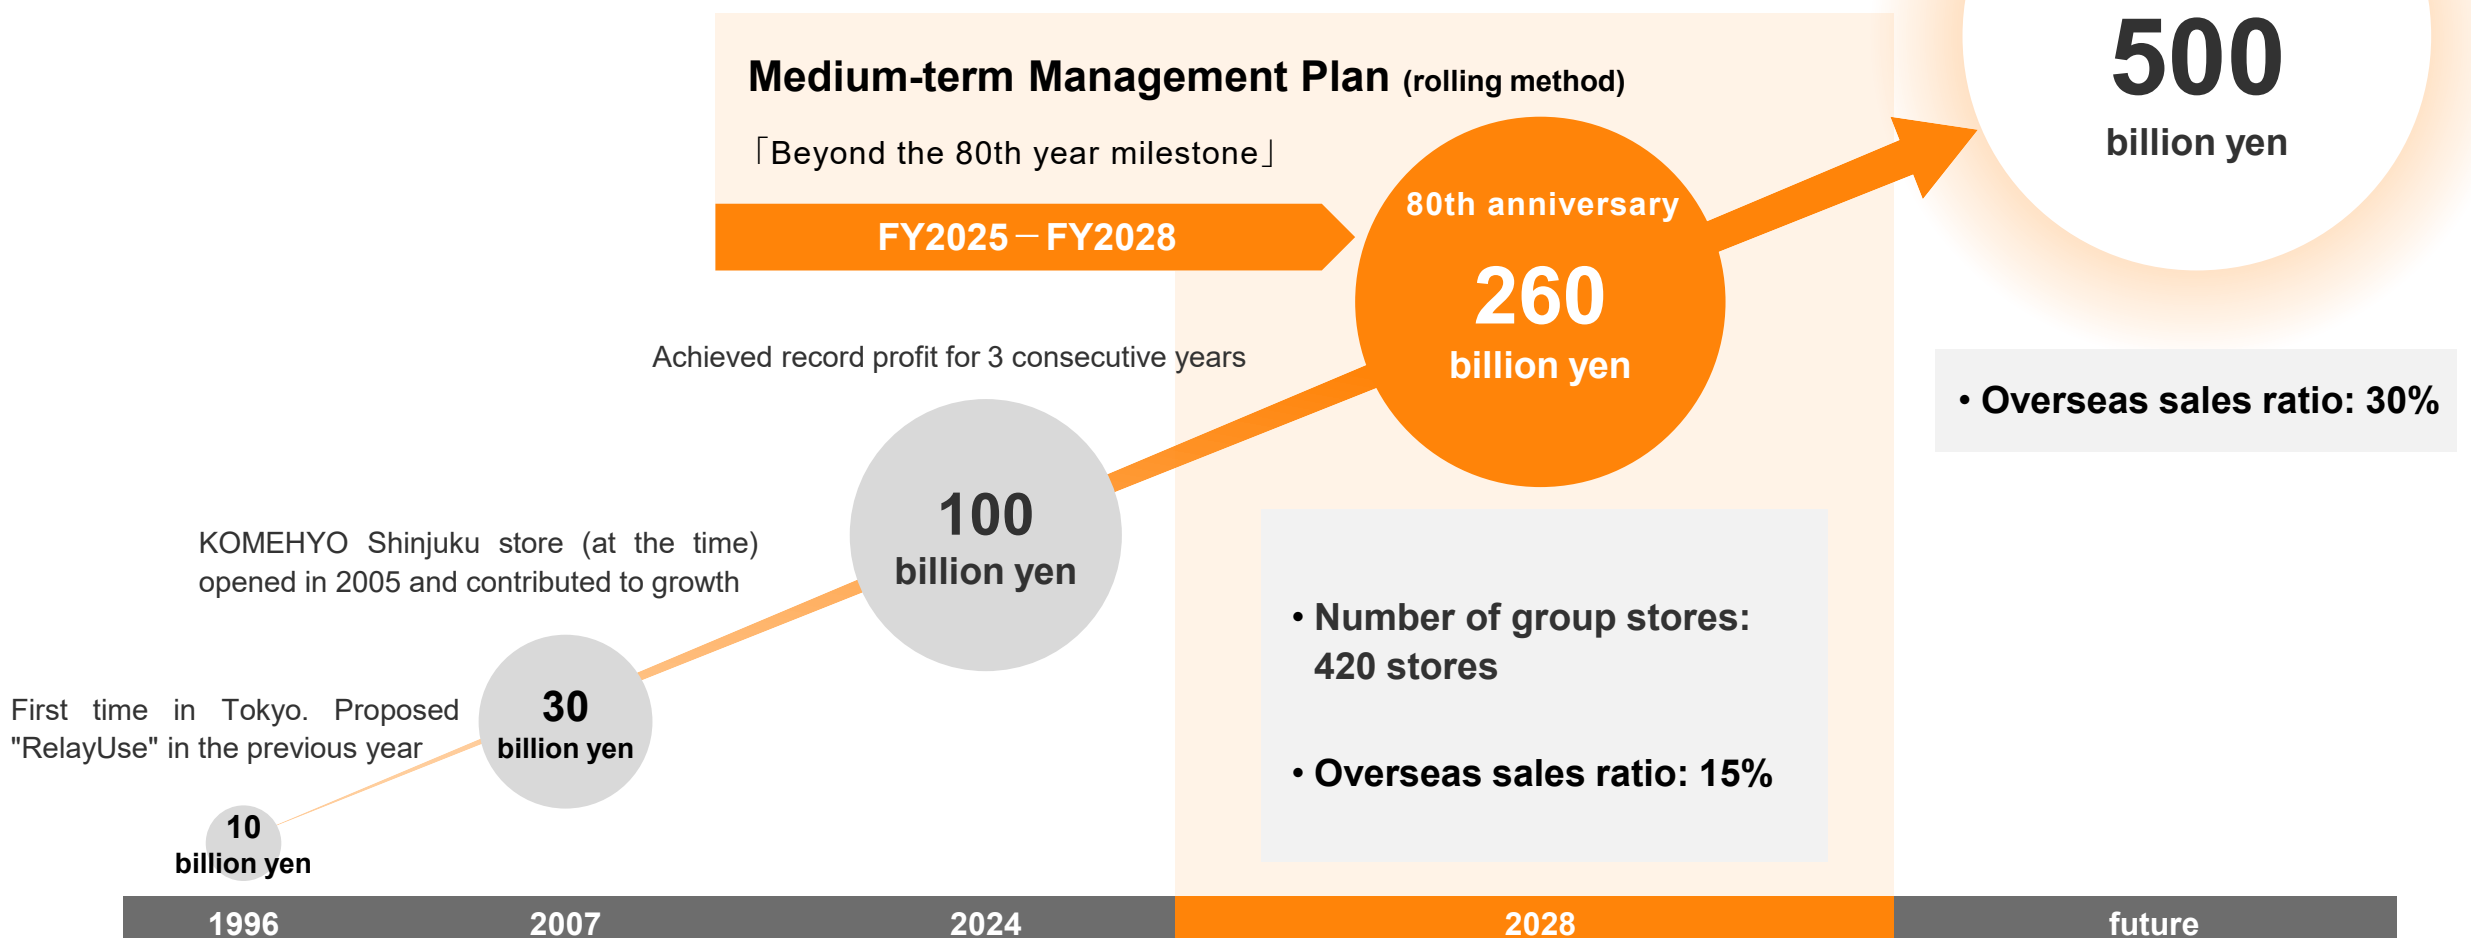 Medium-term Management Plan (rolling method)
「Beyond the 80th year milestone」
FY2025－FY2028
500
billion yen
80th anniversary
260
billion yen
Achieved record profit for 3 consecutive years
• Overseas sales ratio: 30%
100
billion yen
KOMEHYO Shinjuku store (at the time)
opened in 2005 and contributed to growth
• Number of group stores:
420 stores
• Overseas sales ratio: 15%
First time in Tokyo. Proposed
"RelayUse" in the previous year
30
billion yen
10
billion yen
1996 2007 2024 2028 future